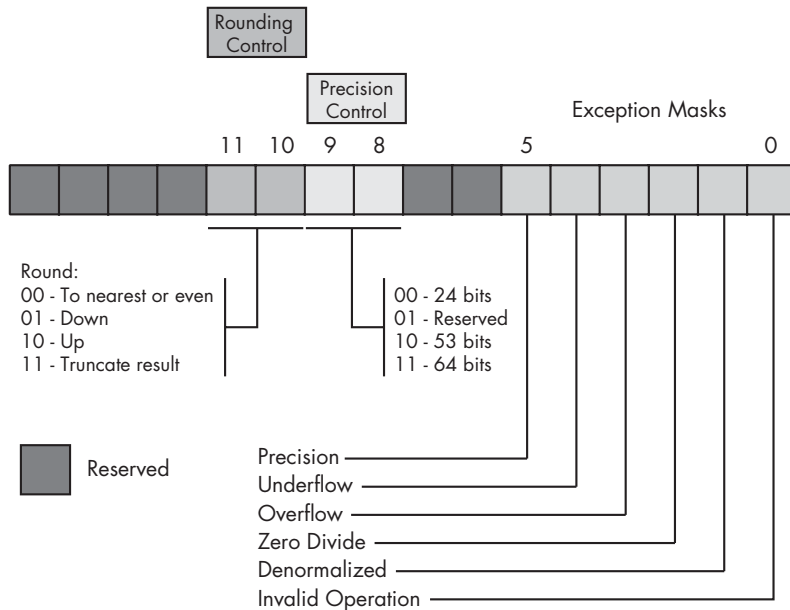 Rounding
Control
Precision
Control
Exception Masks
11 10 9 8 5 0
Round:
00 - To nearest or even
01 - Down
10 - Up
11 - Truncate result
00 - 24 bits
01 - Reserved
10 - 53 bits
11 - 64 bits
Reserved
Precision
Underflow
Overflow
Zero Divide
Denormalized
Invalid Operation